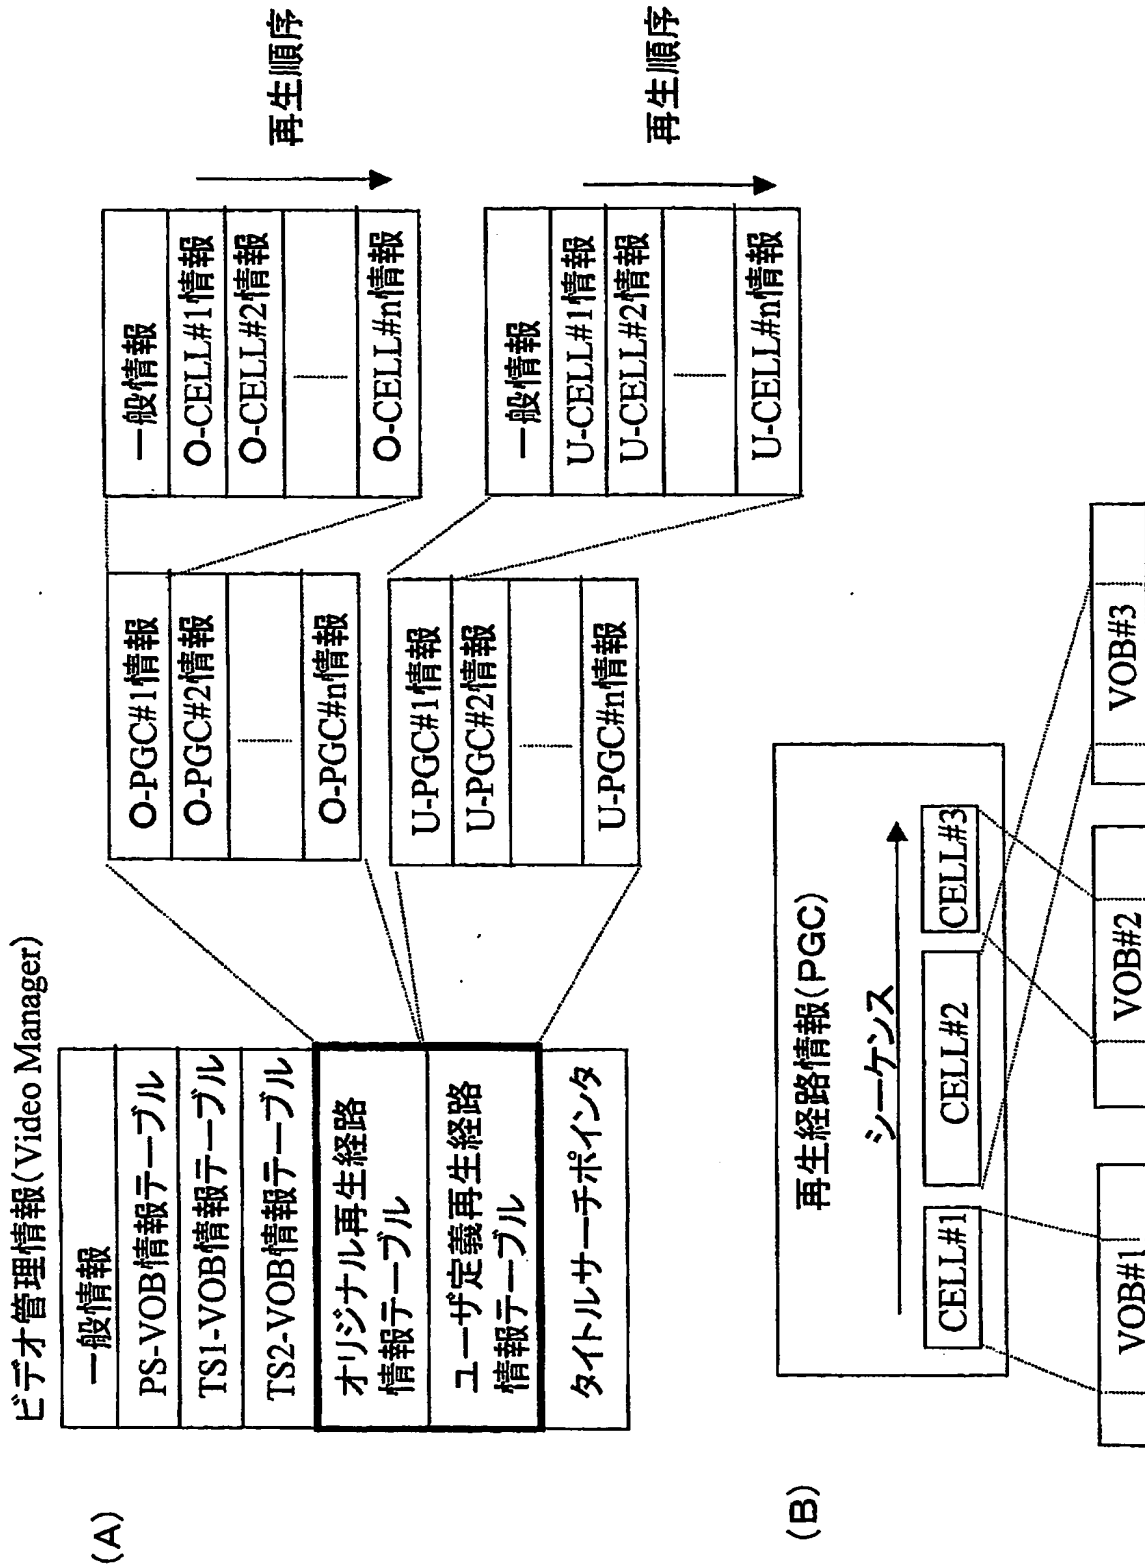 (A)
ビデオ管理情報(Video Manager)
一般情報
PS-VOB情報テーブル
TS1-VOB情報テーブル
TS2-VOB情報テーブル
オリジナル再生経路
情報テーブル
ユーザ定義再生経路
情報テーブル
タイトルサーチポインタ
O-PGC#1情報
O-PGC#2情報
O-PGC#n情報
U-PGC#1情報
U-PGC#2情報
U-PGC#n情報
一般情報
O-CELL#1情報
O-CELL#2情報
O-CELL#n情報
再生順序
一般情報
U-CELL#1情報
U-CELL#2情報
U-CELL#n情報
再生順序
(B)
再生経路情報(PGC)
シーケンス
CELL#1
CELL#2
CELL#3
VOB#1
VOB#2
VOB#3